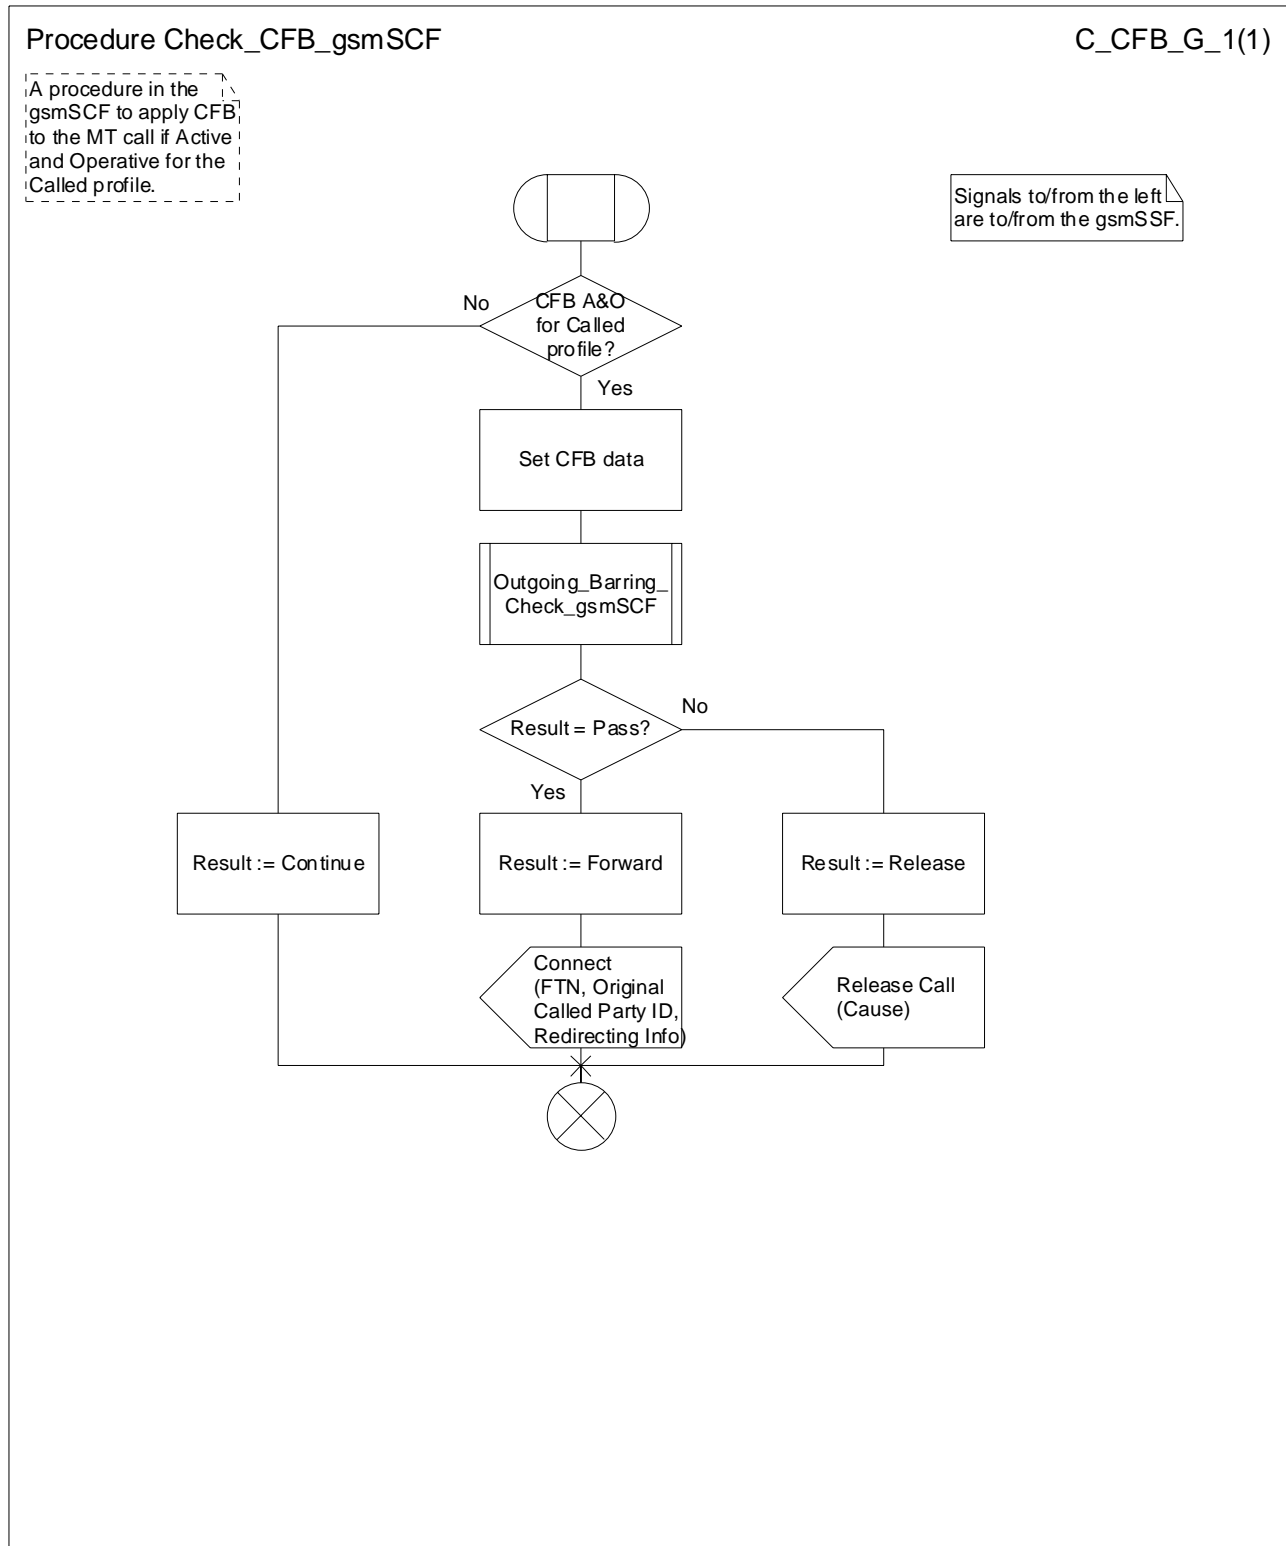 Procedure Check_CFB_gsmSCF
C_CFB_G_1(1)
A procedure in the
gsmSCF to apply CFB
to the MT call if Active
and Operative for the
Called profile.
Signals to/from the left
are to/from the gsmSSF.
No
CFB A&O
for Called
profile?
Yes
Set CFB data
Outgoing_Barring_
Check_gsmSCF
Result = Pass?
No
Yes
Result := Continue
Result := Forward
Result := Release
Connect
(FTN, Original
Called Party ID,
Redirecting Info)
Release Call
(Cause)